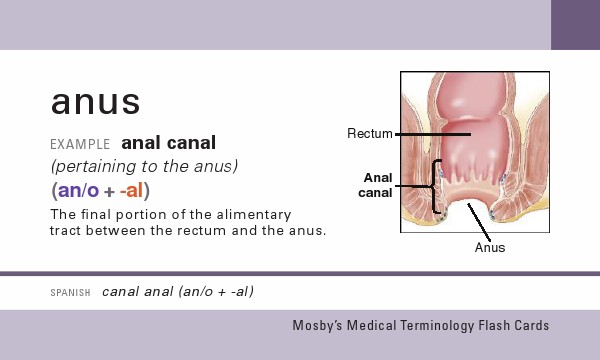 anus
EXAMPLE anal canal
(pertaining to the anus)
(an/o + -al)
The final portion of the alimentary
tract between the rectum and the anus.
Rectum
Anal
canal
Anus
SPANISH canal anal (an/o + -al)
Mosby's Medical Terminology Flash Cards